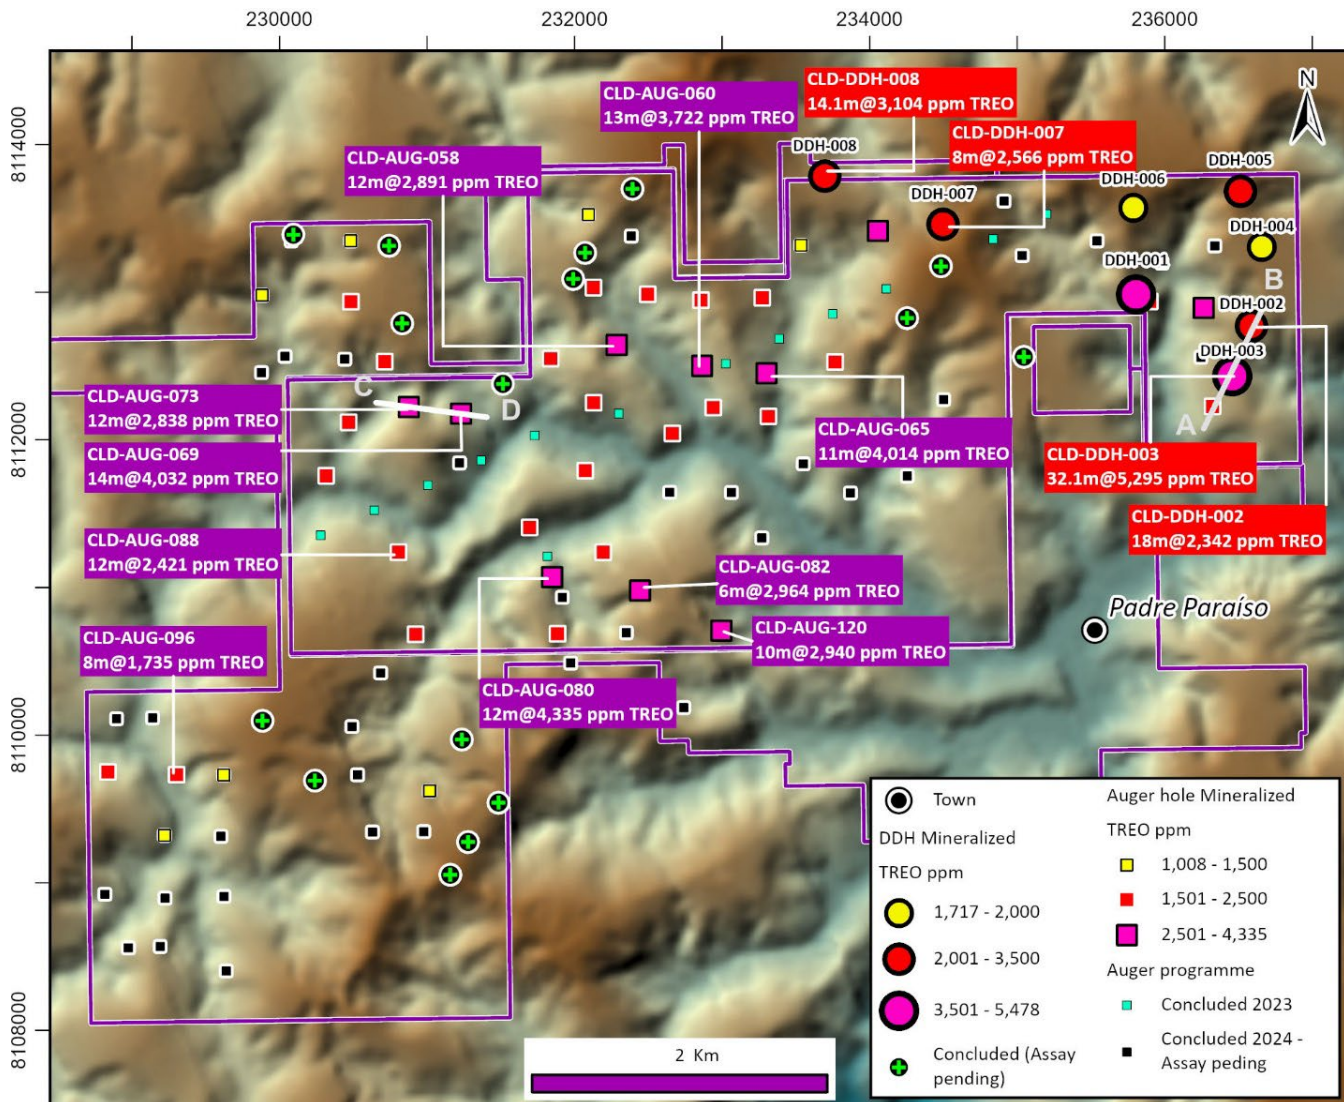 230000
232000
234000
236000
8114000
8112000
8110000
8108000
N
CLD-DDH-008
14.1m@3,104 ppm TREO
CLD-AUG-060
13m@3,722 ppm TREO
CLD-DDH-007
8m@2,566 ppm TREO
CLD-AUG-058
12m@2,891 ppm TREO
DDH-008
DDH-007
DDH-006
DDH-005
DDH-004
DDH-001
B
DDH-002
DDH-003
A
C
D
CLD-AUG-073
12m@2,838 ppm TREO
CLD-AUG-069
14m@4,032 ppm TREO
CLD-AUG-065
11m@4,014 ppm TREO
CLD-DDH-003
32.1m@5,295 ppm TREO
CLD-DDH-002
18m@2,342 ppm TREO
CLD-AUG-088
12m@2,421 ppm TREO
CLD-AUG-082
6m@2,964 ppm TREO
CLD-AUG-120
10m@2,940 ppm TREO
Padre Paraíso
CLD-AUG-096
8m@1,735 ppm TREO
CLD-AUG-080
12m@4,335 ppm TREO
2 Km
Town
DDH Mineralized
TREO ppm
1,717 - 2,000
2,001 - 3,500
3,501 - 5,478
Concluded (Assay
pending)
Auger hole Mineralized
TREO ppm
1,008 - 1,500
1,501 - 2,500
2,501 - 4,335
Auger programme
Concluded 2023
Concluded 2024 -
Assay peding